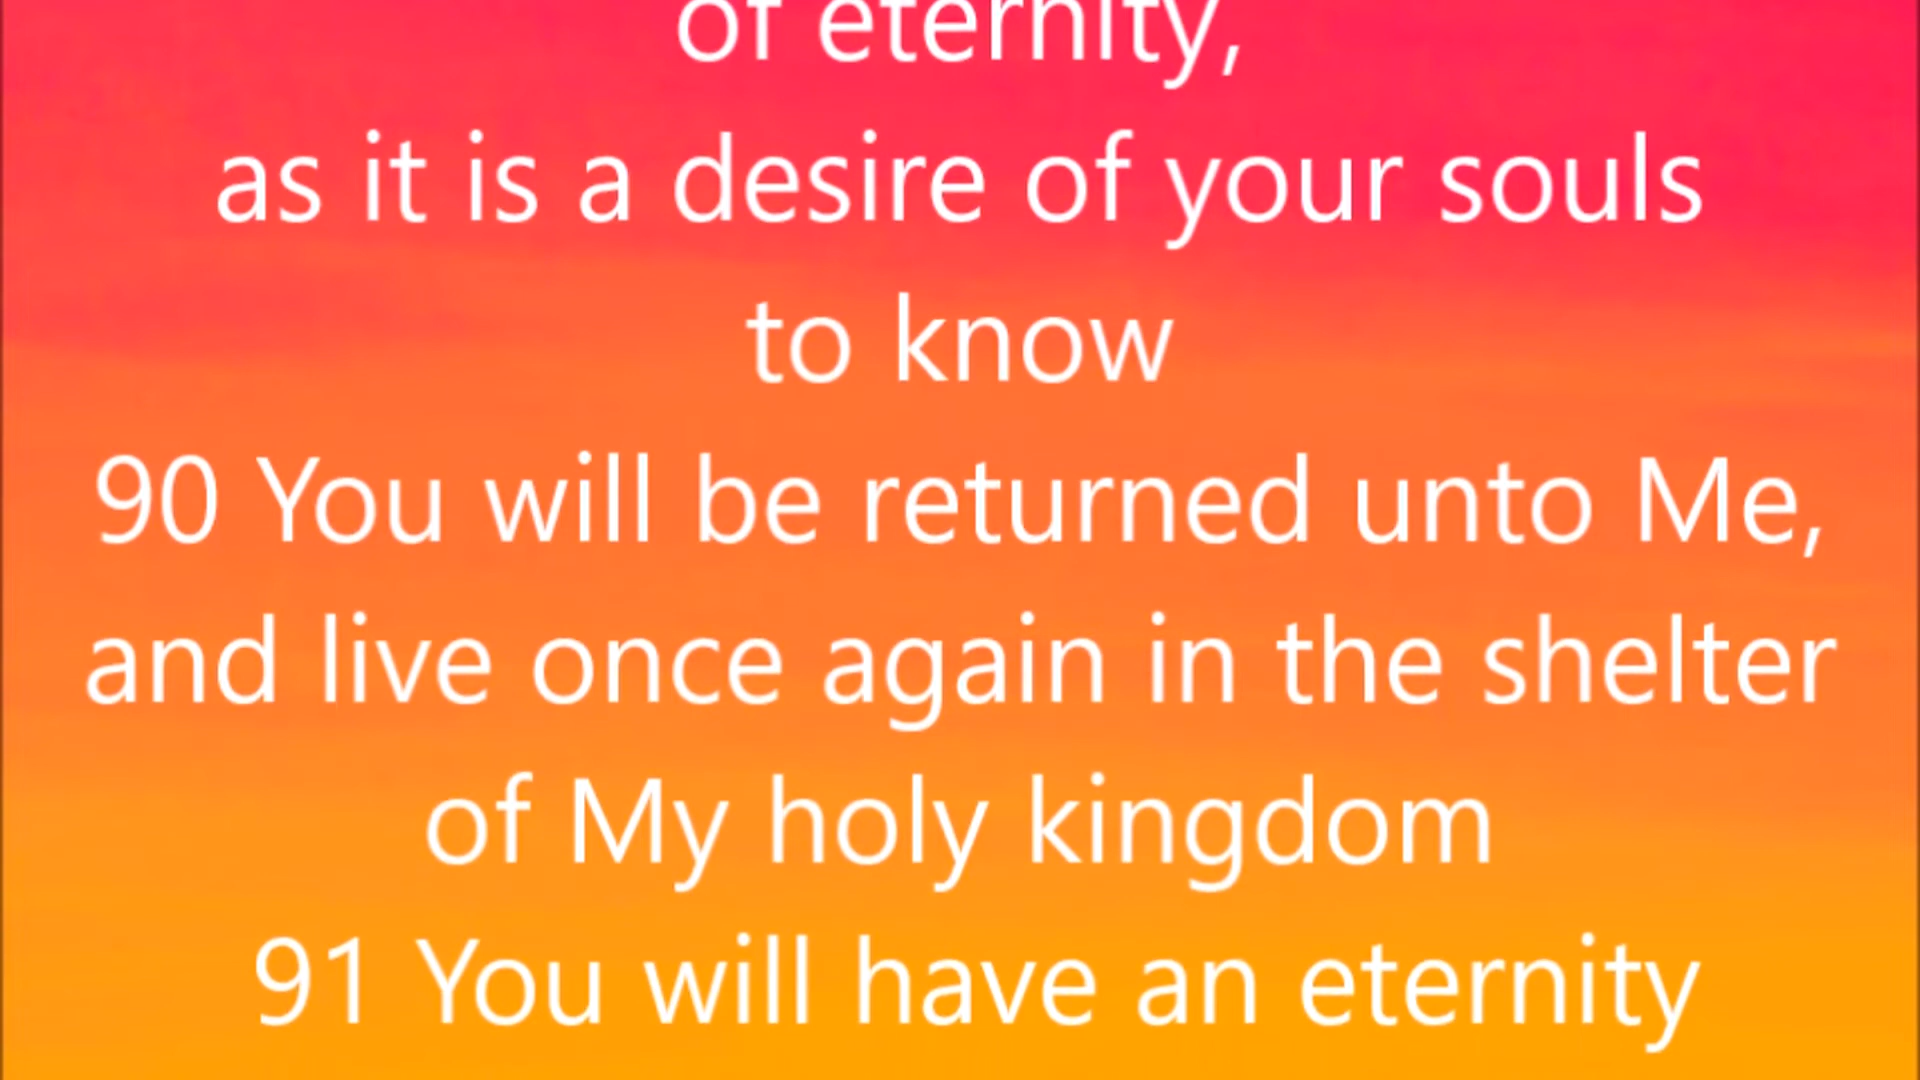 of eternity,
as it is a desire of your souls
to know
90 You will be returned unto Me,
and live once again in the shelter
of My holy kingdom
91 You will have an eternity